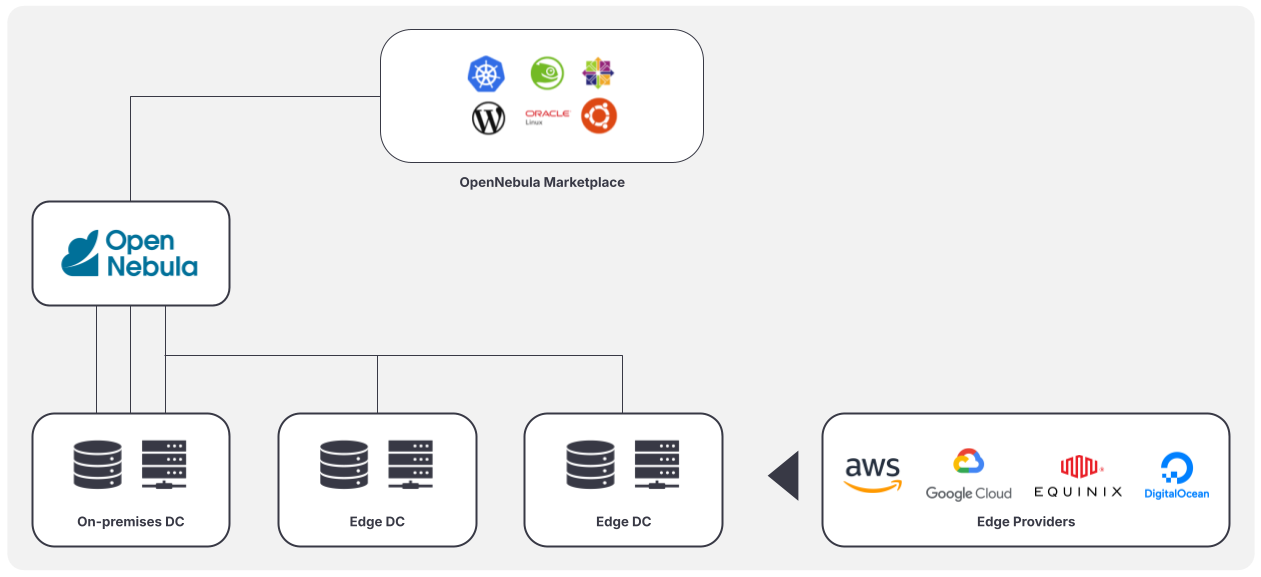 W
ORACLE
Linux
OpenNebula Marketplace
Open
Nebula
On-premises DC
Edge DC
Edge DC
aws
Google Cloud
EQUINIX
DigitalOcean
Edge Providers